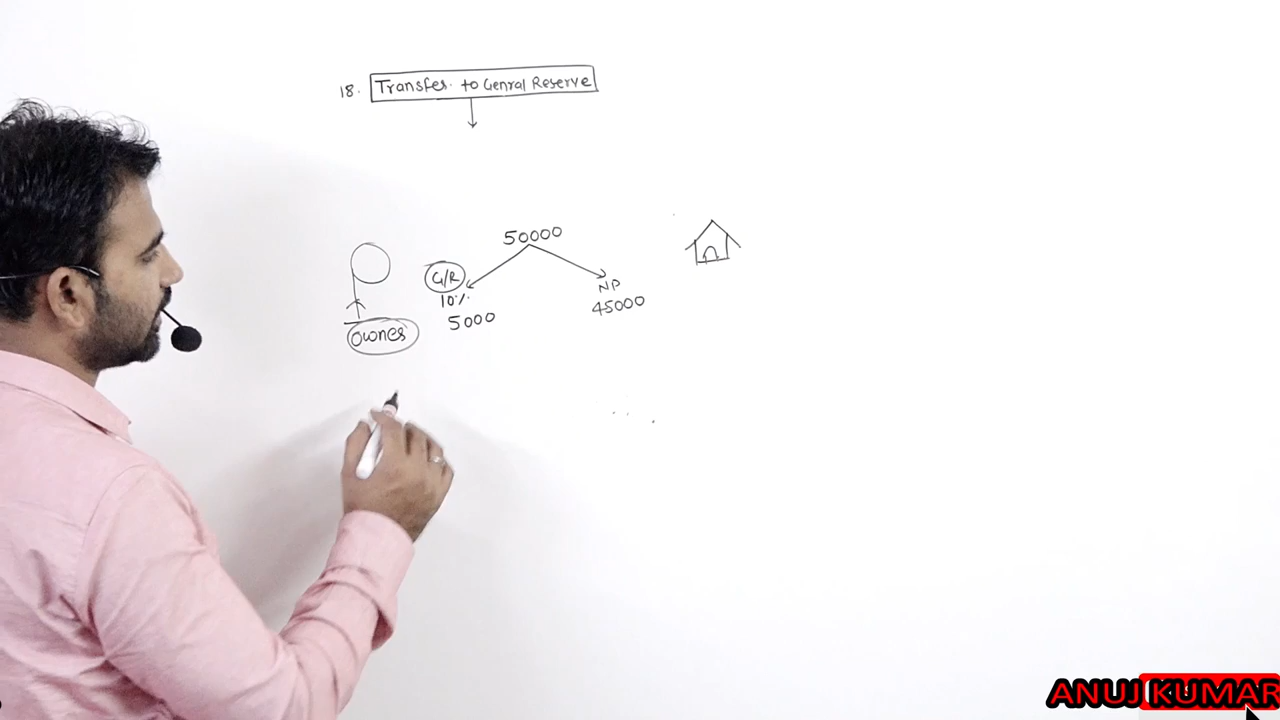 18. Transfer to Genral Reserve
50000
G/R
10%
5000
NP
45000
owner
ANUJ KUMAR